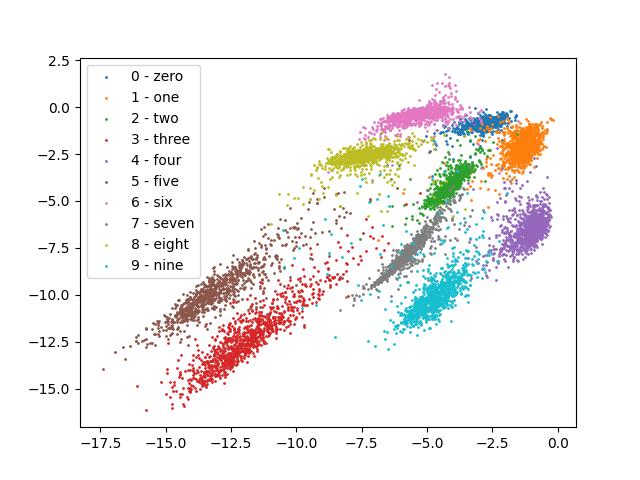 2.5
0.0
−2.5
−5.0
−7.5
−10.0
−12.5
−15.0
0 - zero
1 - one
2 - two
3 - three
4 - four
5 - five
6 - six
7 - seven
8 - eight
9 - nine
−17.5 −15.0 −12.5 −10.0 −7.5 −5.0 −2.5 0.0